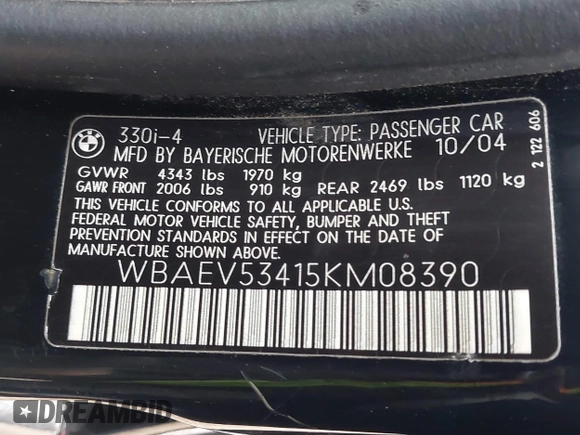 BMW
330i-4 VEHICLE TYPE: PASSENGER CAR
MFD BY BAYERISCHE MOTORENWERKE 10/04
GVWR 4343 lbs 1970 kg
GAWR FRONT 2006 lbs 910 kg REAR 2469 lbs 1120 kg
THIS VEHICLE CONFORMS TO ALL APPLICABLE U.S.
FEDERAL MOTOR VEHICLE SAFETY, BUMPER AND THEFT
PREVENTION STANDARDS IN EFFECT ON THE DATE OF
MANUFACTURE SHOWN ABOVE.
WBAEV53415KM08390
2 122 606
DREAMBID